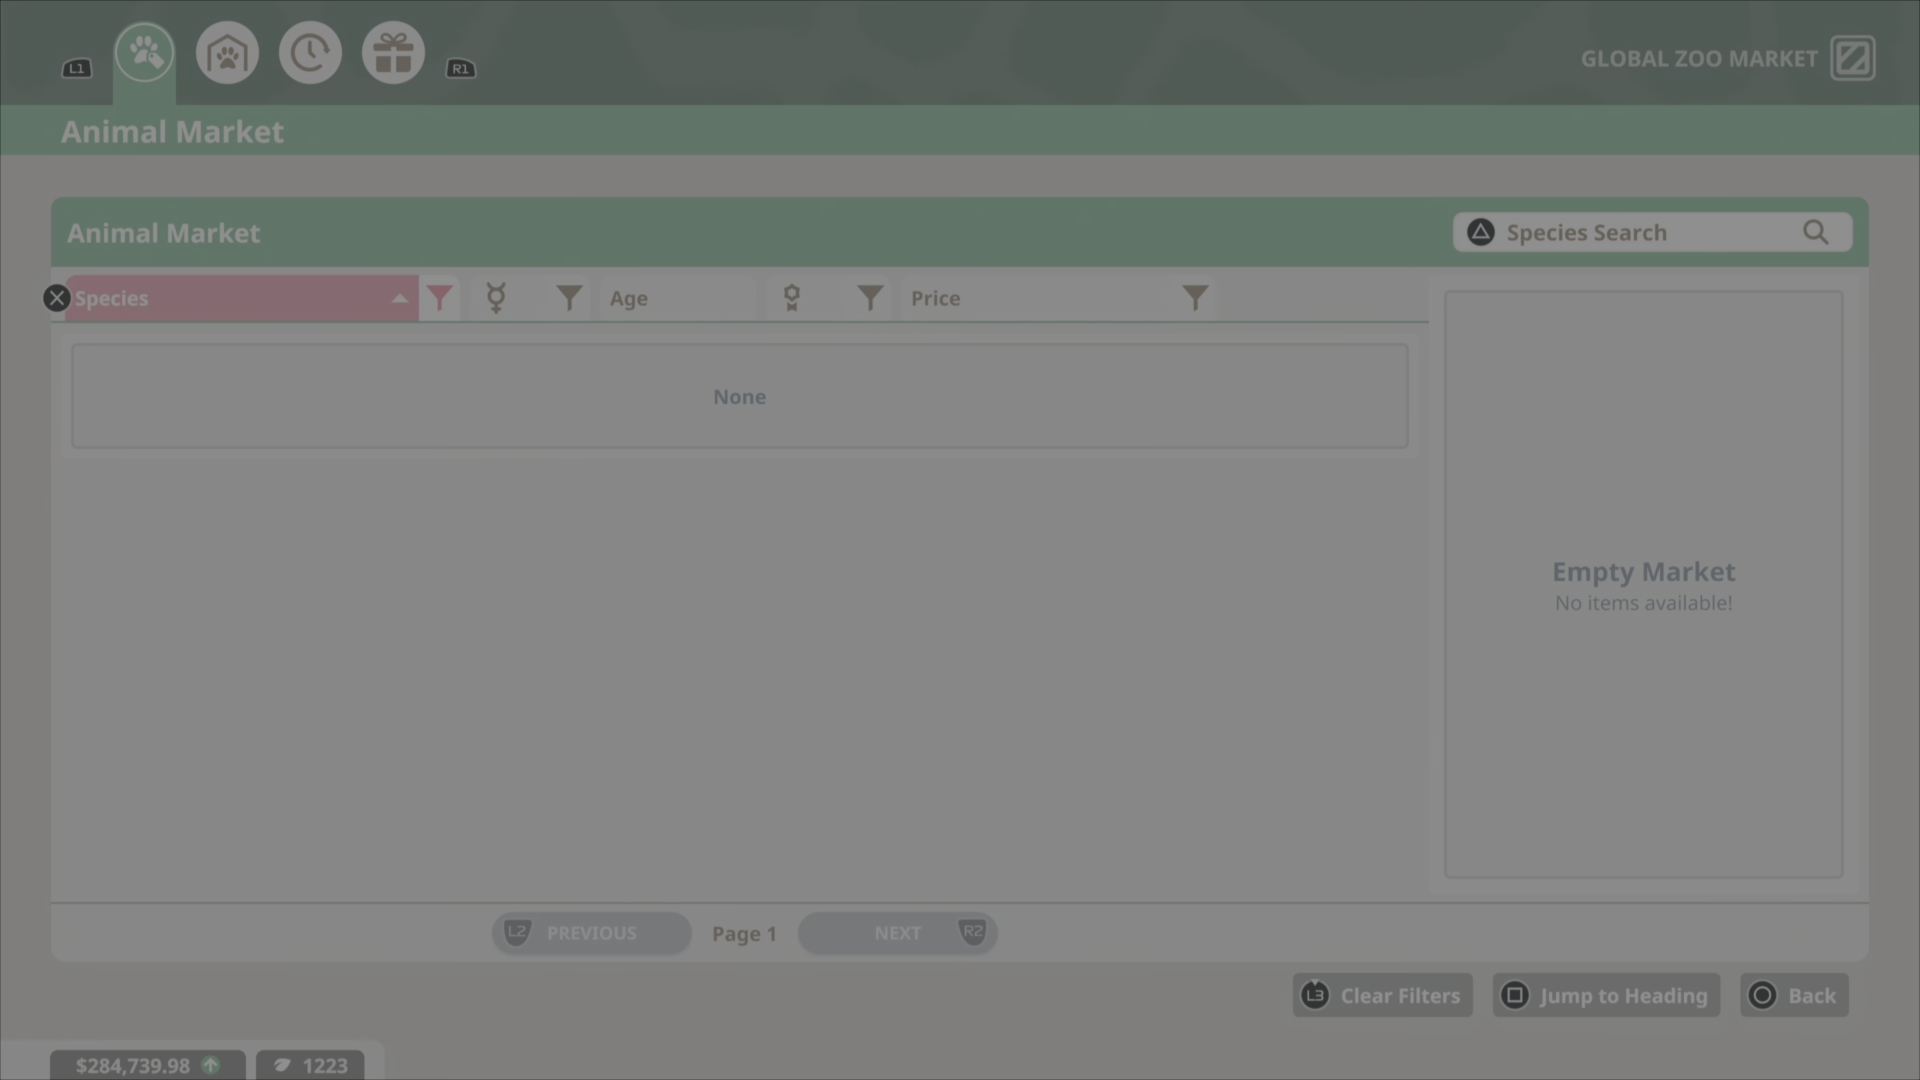 L1
R1
GLOBAL ZOO MARKET
Animal Market
Animal Market
Species Search
Species
Age
Price
None
Empty Market
No items available!
L2 PREVIOUS
Page 1
NEXT R2
L3 Clear Filters
Jump to Heading
Back
$284,739.98
1223